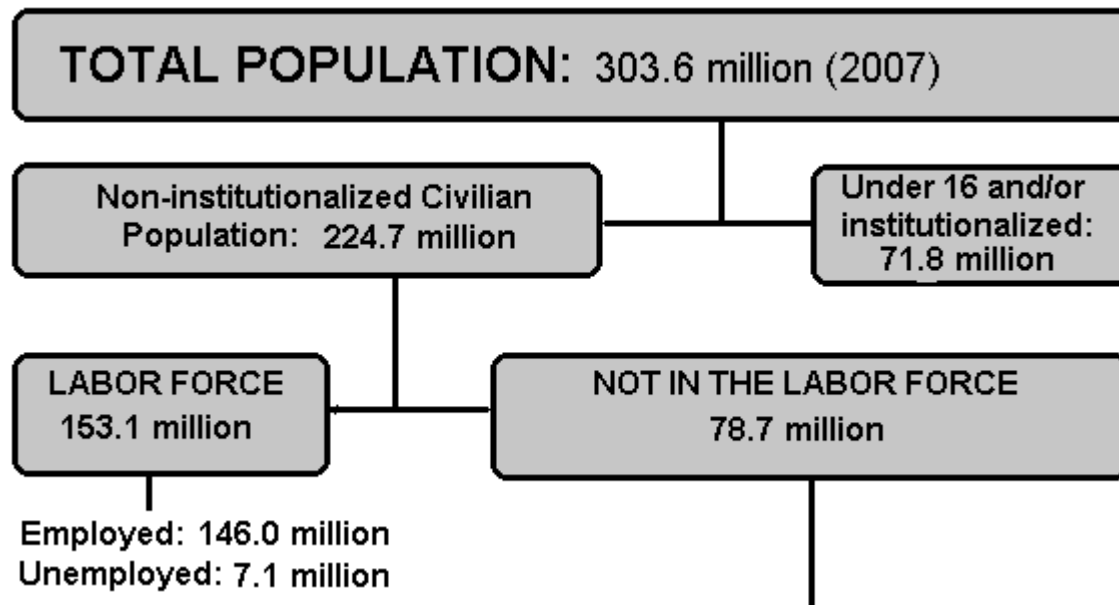 TOTAL POPULATION: 303.6 million (2007)
Non-institutionalized Civilian
Population: 224.7 million
Under 16 and/or
institutionalized:
71.8 million
LABOR FORCE
153.1 million
NOT IN THE LABOR FORCE
78.7 million
Employed: 146.0 million
Unemployed: 7.1 million